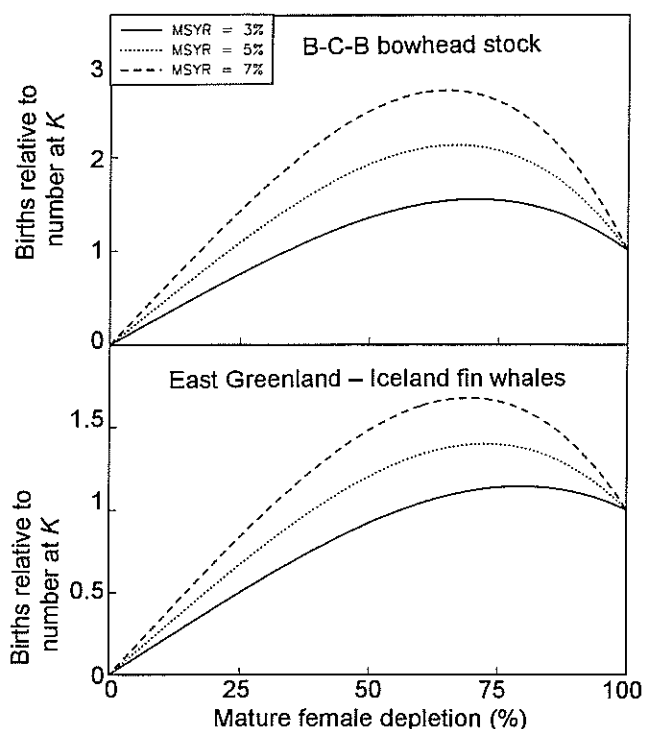 MSYR = 3%
MSYR = 5%
MSYR = 7%
B-C-B bowhead stock
Births relative to
number at K
3
2
1
0
East Greenland – Iceland fin whales
Births relative to
number at K
1.5
1
0.5
0
0 25 50 75 100
Mature female depletion (%)